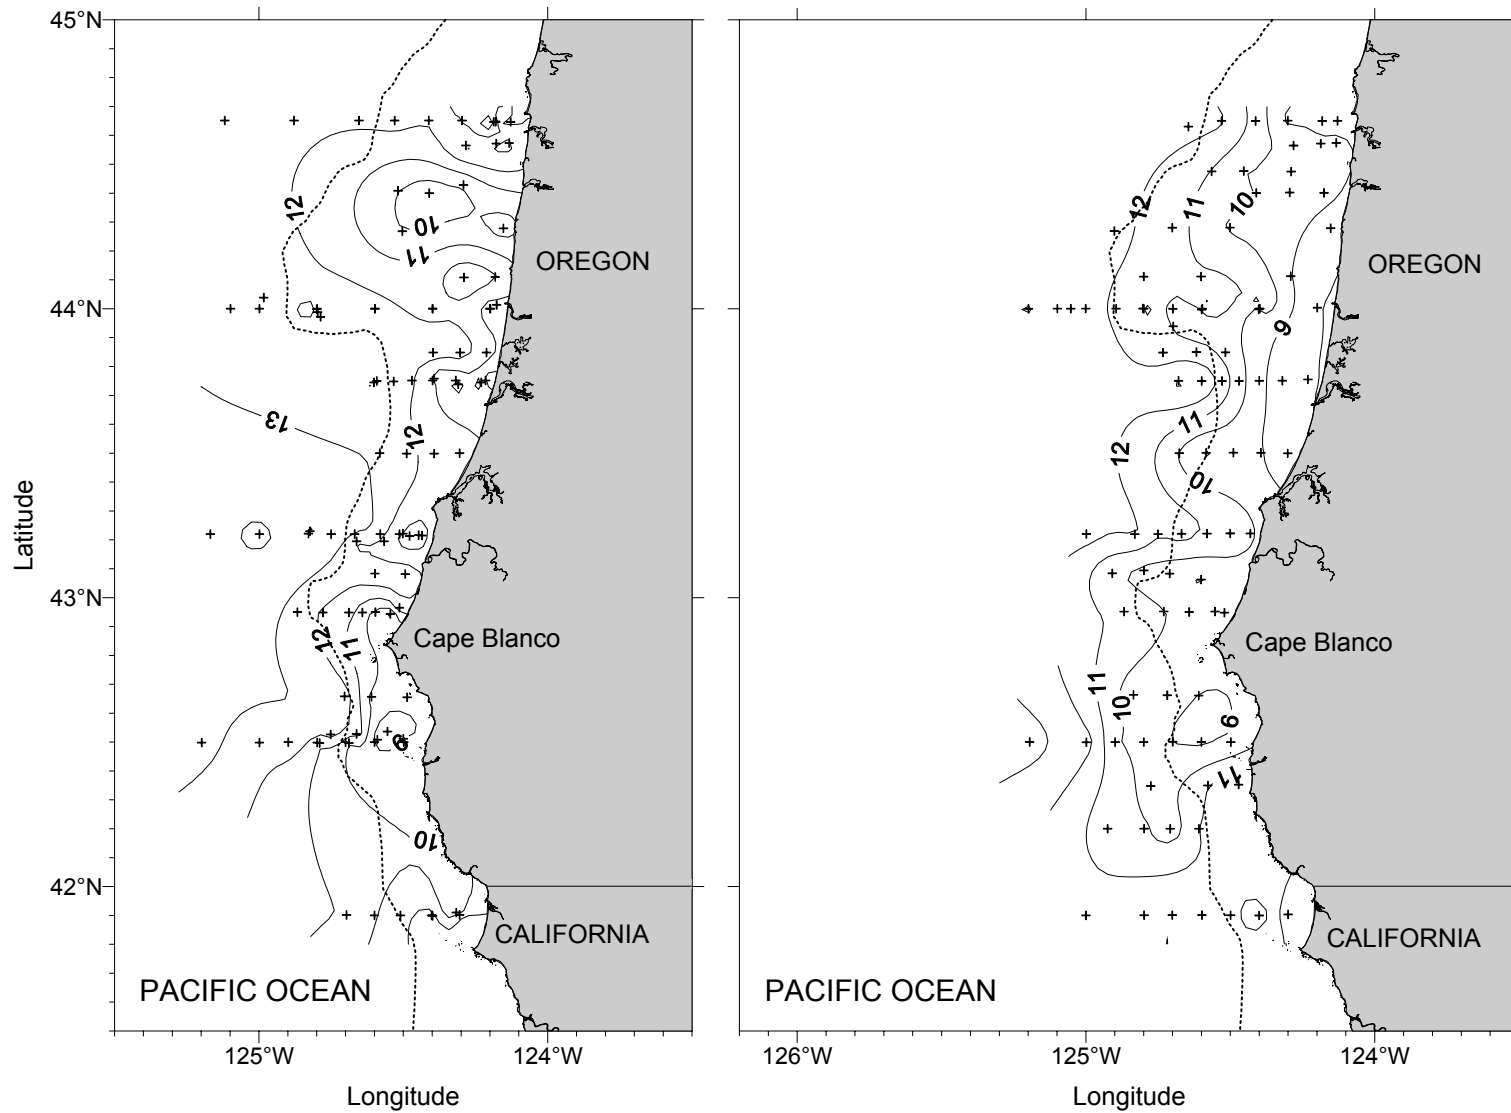 45°N
44°N
43°N
42°N
Latitude
12
10
11
OREGON
13
12
12
11
Cape Blanco
9
10
CALIFORNIA
PACIFIC OCEAN
125°W
124°W
Longitude
12
11
10
OREGON
9
11
12
10
Cape Blanco
11
10
9
11
CALIFORNIA
PACIFIC OCEAN
126°W
125°W
124°W
Longitude